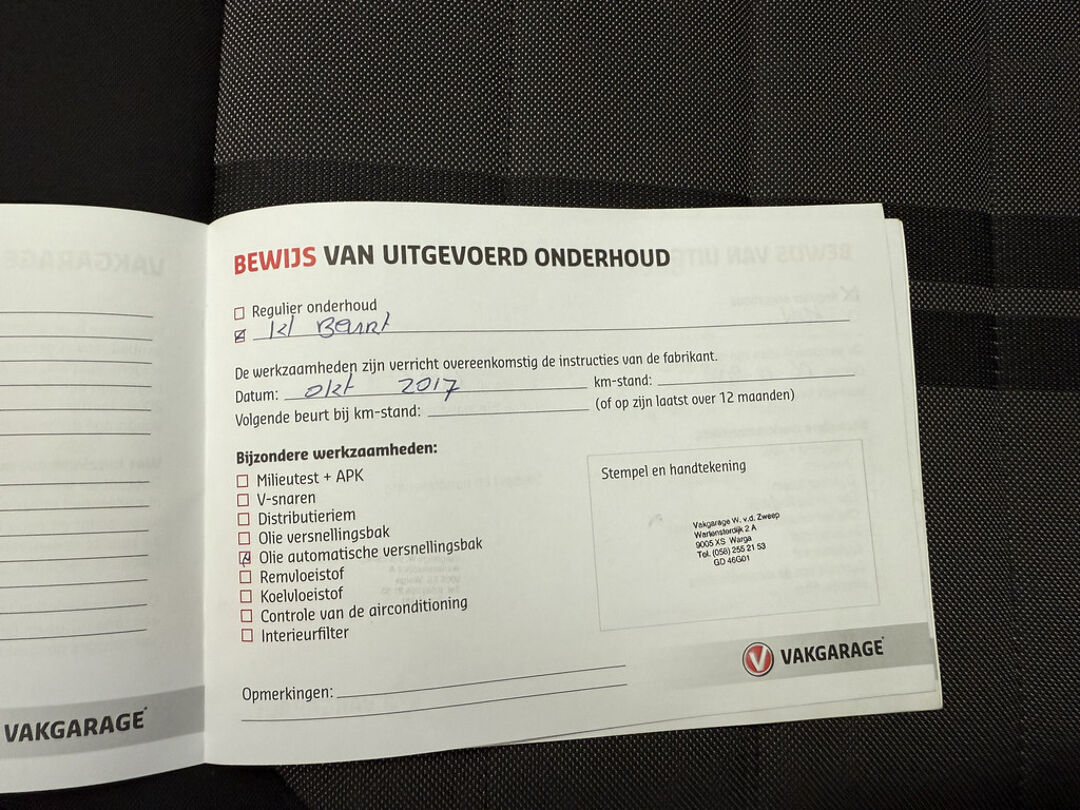 BEWIJS VAN UITGEVOERD ONDERHOUD
Regulier onderhoud
kl Beurt
De werkzaamheden zijn verricht overeenkomstig de instructies van de fabrikant.
Datum: okt 2017 km-stand:
Volgende beurt bij km-stand: (of op zijn laatst over 12 maanden)
Bijzondere werkzaamheden:
Milieutest + APK
V-snaren
Distributieriem
Olie versnellingsbak
Olie automatische versnellingsbak
Remvloeistof
Koelvloeistof
Controle van de airconditioning
Interieurfilter
Opmerkingen:
Stempel en handtekening
Vakgarage W. v.d. Zweep
Wartensterdijk 2 A
9005 XS Warga
Tel. (058) 255 21 53
GD 46G01
VAKGARAGE
VAKGARAGE